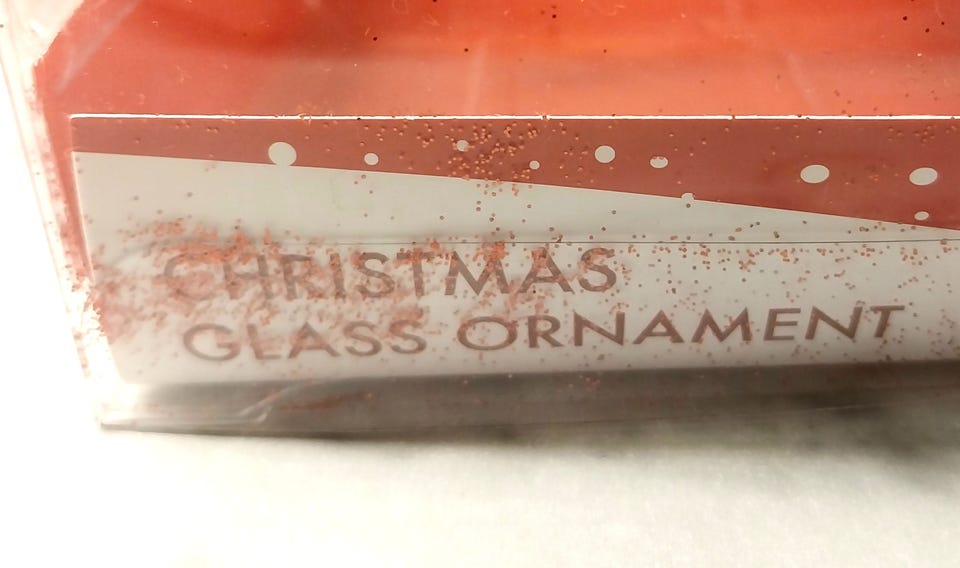 CHRISTMAS
GLASS ORNAMENT